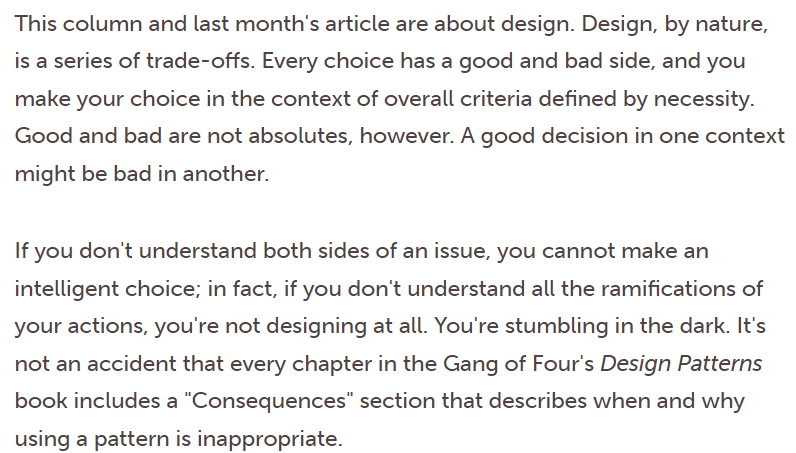 This column and last month's article are about design. Design, by nature,
is a series of trade-offs. Every choice has a good and bad side, and you
make your choice in the context of overall criteria defined by necessity.
Good and bad are not absolutes, however. A good decision in one context
might be bad in another.
If you don't understand both sides of an issue, you cannot make an
intelligent choice; in fact, if you don't understand all the ramifications of
your actions, you're not designing at all. You're stumbling in the dark. It's
not an accident that every chapter in the Gang of Four's Design Patterns
book includes a "Consequences" section that describes when and why
using a pattern is inappropriate.